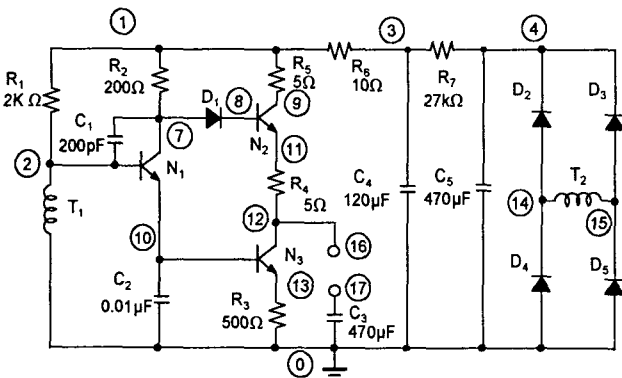 1
3
4
R1
2KΩ
R2
200Ω
R5
5Ω
R6
10Ω
R7
27kΩ
D1
8
9
D2
D3
C1
200pF
7
N2
2
N1
11
T1
R4
5Ω
C4
120µF
C5
470µF
T2
14
15
12
16
10
N3
17
D4
D5
C2
0.01µF
13
R3
500Ω
C3
470µF
0